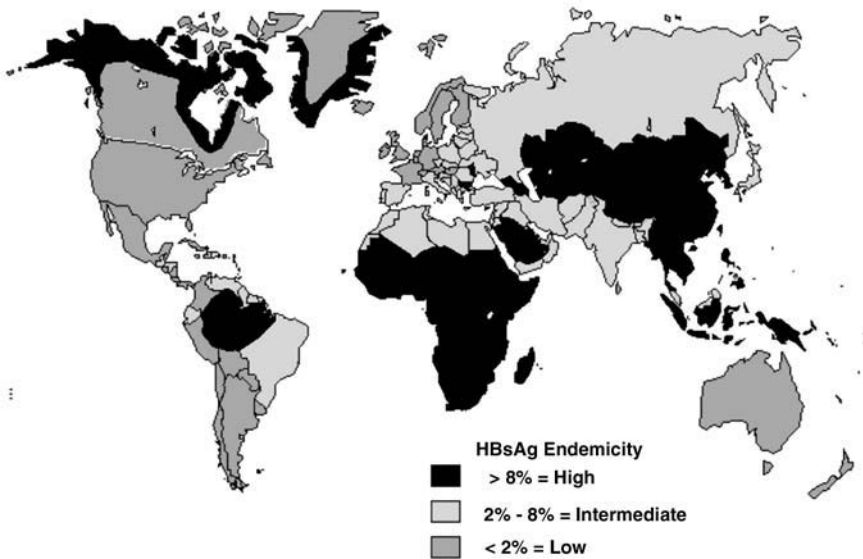 HBsAg Endemicity
> 8% = High
2% - 8% = Intermediate
< 2% = Low